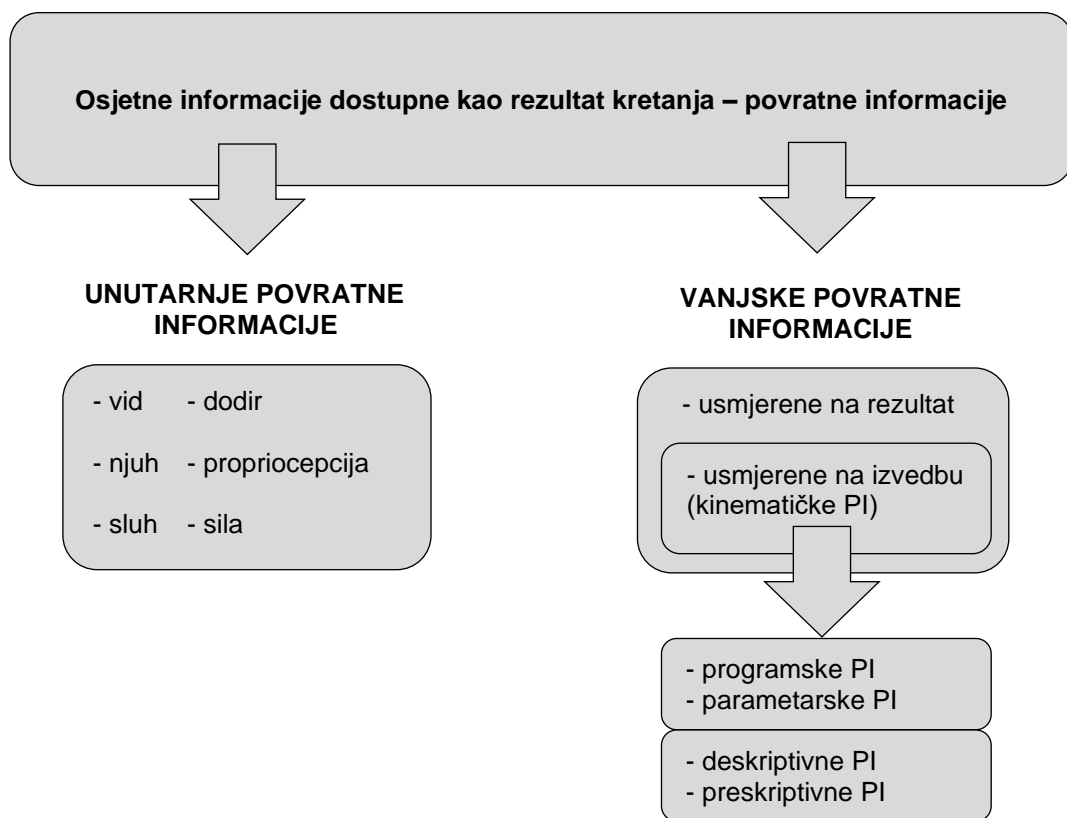 Osjetne informacije dostupne kao rezultat kretanja – povratne informacije
UNUTARNJE POVRATNE
INFORMACIJE
- vid - dodir
- njuh - propriocepcija
- sluh - sila
VANJSKE POVRATNE
INFORMACIJE
- usmjerene na rezultat
- usmjerene na izvedbu
(kinematičke PI)
- programske PI
- parametarske PI
- deskriptivne PI
- preskriptivne PI